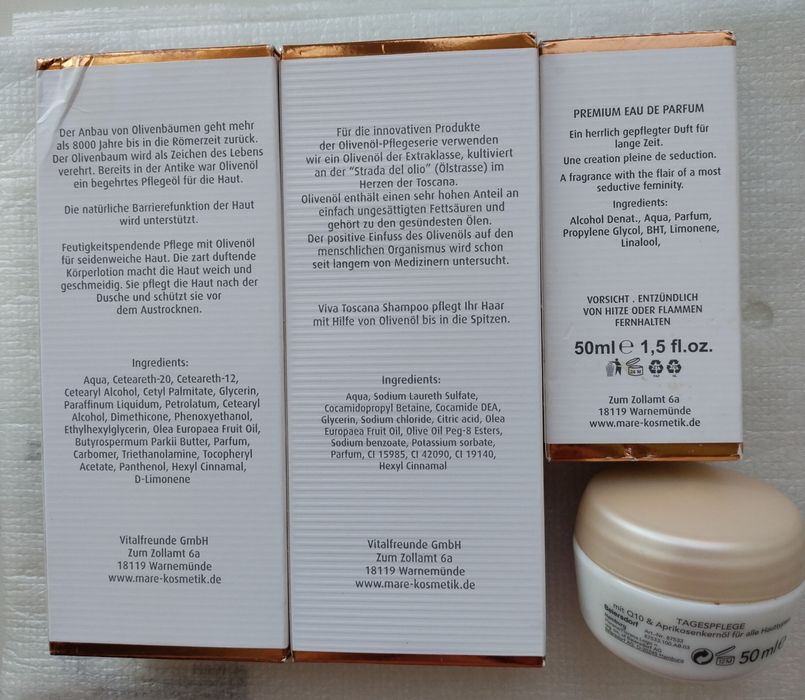 Der Anbau von Olivenbäumen geht mehr
als 8000 Jahre bis in die Römerzeit zurück.
Der Olivenbaum wird als Zeichen des Lebens
verehrt. Bereits in der Antike war Olivenöl
ein begehrtes Pflegeöl für die Haut.
Die natürliche Barrierefunktion der Haut
wird unterstützt.
Feutigkeitspendende Pflege mit Olivenöl
für seidenweiche Haut. Die zart duftende
Körperlotion macht die Haut weich und
geschmeidig. Sie pflegt die Haut nach der
Dusche und schützt sie vor
dem Austrocknen.
Ingredients:
Aqua, Ceteareth-20, Ceteareth-12,
Cetearyl Alcohol, Cetyl Palmitate, Glycerin,
Paraffinum Liquidum, Petrolatum, Cetearyl
Alcohol, Dimethicone, Phenoxyethanol,
Ethylhexylglycerin, Olea Europaea Fruit Oil,
Butyrospermum Parkii Butter, Parfum,
Carbomer, Triethanolamine, Tocopheryl
Acetate, Panthenol, Hexyl Cinnamal,
D-Limonene
Vitalfreunde GmbH
Zum Zollamt 6a
18119 Warnemünde
www.mare-kosmetik.de
Für die innovativen Produkte
der Olivenöl-Pflegeserie verwenden
wir ein Olivenöl der Extraklasse, kultiviert
an der "Strada del olio" (Ölstrasse) im
Herzen der Toscana.
Olivenöl enthält einen sehr hohen Anteil an
einfach ungesättigten Fettsäuren und
gehört zu den gesündesten Ölen.
Der positive Einfuss des Olivenöls auf den
menschlichen Organismus wird schon
seit langem von Medizinern untersucht.
Viva Toscana Shampoo pflegt Ihr Haar
mit Hilfe von Olivenöl bis in die Spitzen.
Ingredients:
Aqua, Sodium Laureth Sulfate,
Cocamidopropyl Betaine, Cocamide DEA,
Glycerin, Sodium chloride, Citric acid, Olea
Europaea Fruit Oil, Olive Oil Peg-8 Esters,
Sodium benzoate, Potassium sorbate,
Parfum, CI 15985, CI 42090, CI 19140,
Hexyl Cinnamal
Vitalfreunde GmbH
Zum Zollamt 6a
18119 Warnemünde
www.mare-kosmetik.de
PREMIUM EAU DE PARFUM
Ein herrlich gepflegter Duft für
lange Zeit.
Une creation pleine de seduction.
A fragrance with the flair of a most
seductive feminity.
Ingredients:
Alcohol Denat., Aqua, Parfum,
Propylene Glycol, BHT, Limonene,
Linalool,
VORSICHT . ENTZÜNDLICH
VON HITZE ODER FLAMMEN
FERNHALTEN
50ml ℮ 1,5 fl.oz.
Zum Zollamt 6a
18119 Warnemünde
www.mare-kosmetik.de
TAGESPFLEGE
mit Q10 & Aprikosenkernöl für alle
Beiersdorf
Hamburg
Art.-Nr. 87533
12M 50 ml ℮